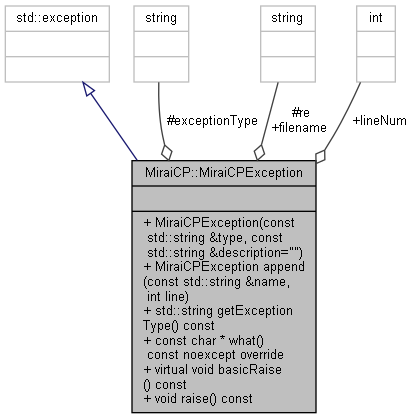 std::exception
string
string
int
#exceptionType
#re
+filename
+lineNum
MiraiCP::MiraiCPException
+ MiraiCPException(const
std::string &type, const
std::string &description="")
+ MiraiCPException append
(const std::string &name,
int line)
+ std::string getException
Type() const
+ const char * what()
const noexcept override
+ virtual void basicRaise
() const
+ void raise() const